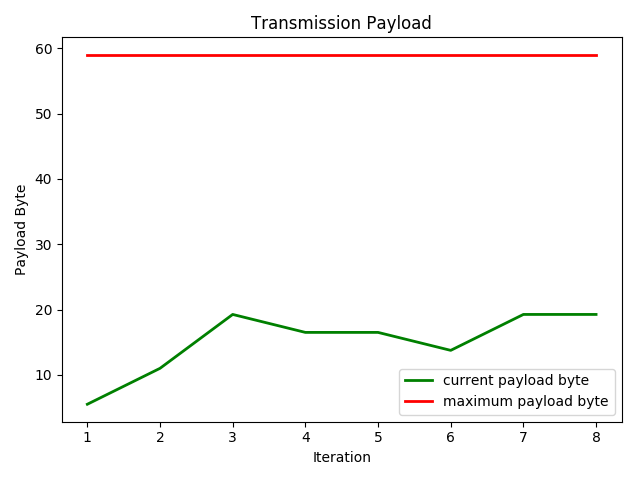 Transmission Payload
60
50
40
30
20
10
Payload Byte
current payload byte
maximum payload byte
1 2 3 4 5 6 7 8
Iteration